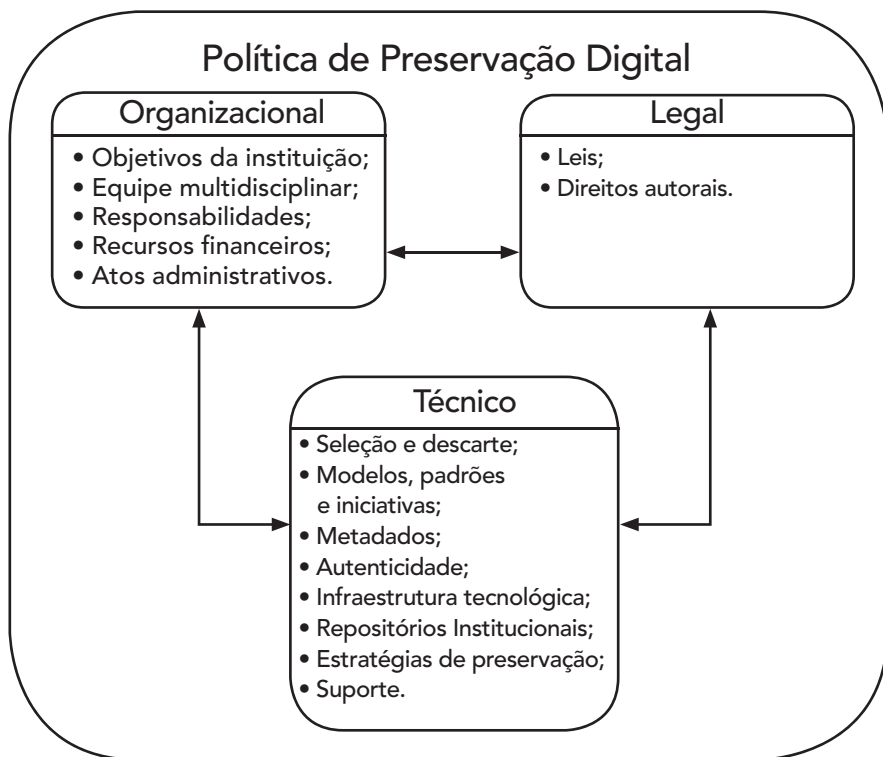 Política de Preservação Digital
Organizacional
• Objetivos da instituição;
• Equipe multidisciplinar;
• Responsabilidades;
• Recursos financeiros;
• Atos administrativos.
Legal
• Leis;
• Direitos autorais.
Técnico
• Seleção e descarte;
• Modelos, padrões
e iniciativas;
• Metadados;
• Autenticidade;
• Infraestrutura tecnológica;
• Repositórios Institucionais;
• Estratégias de preservação;
• Suporte.